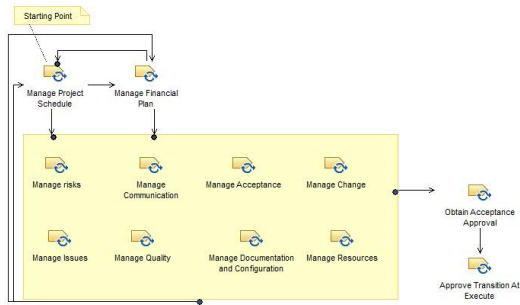 Starting Point
Manage Project
Schedule
Manage Financial
Plan
Manage risks
Manage
Communication
Manage Acceptance
Manage Change
Obtain Acceptance
Approval
Manage Issues
Manage Quality
Manage Documentation
and Configuration
Manage Resources
Approve Transition At
Execute